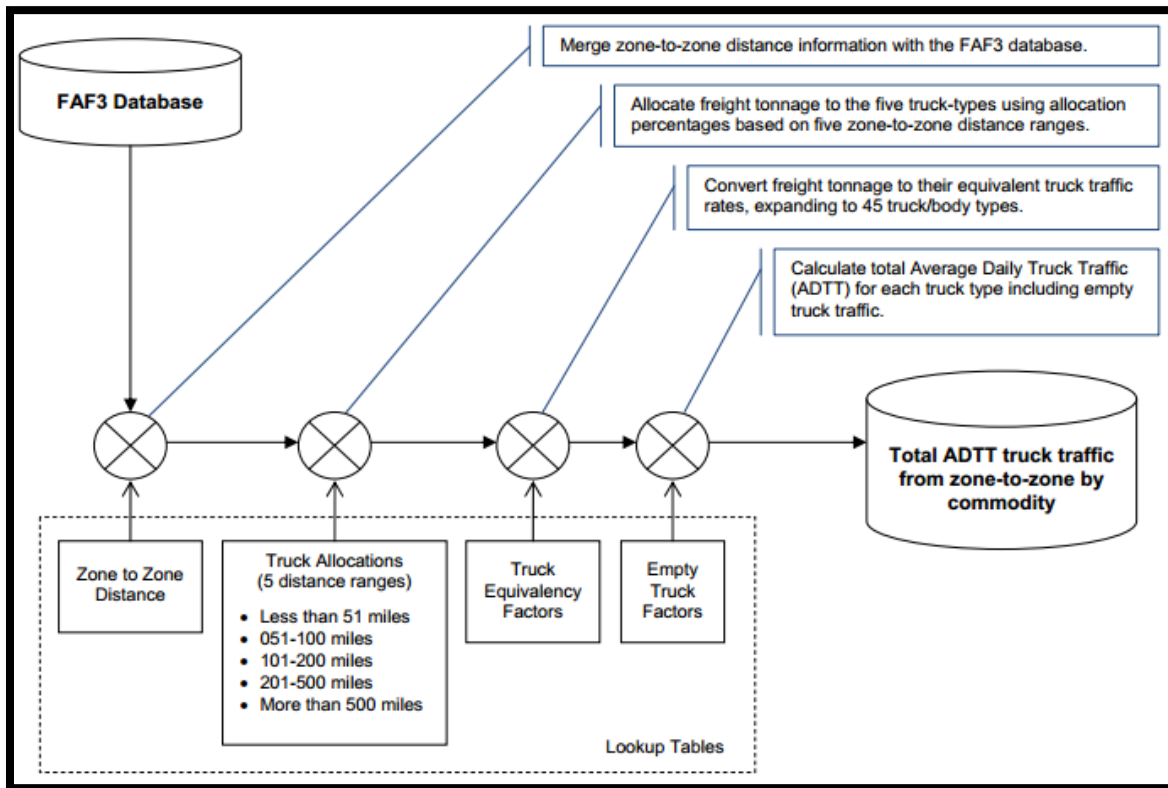 FAF3 Database
Merge zone-to-zone distance information with the FAF3 database.
Allocate freight tonnage to the five truck-types using allocation
percentages based on five zone-to-zone distance ranges.
Convert freight tonnage to their equivalent truck traffic
rates, expanding to 45 truck/body types.
Calculate total Average Daily Truck Traffic
(ADTT) for each truck type including empty
truck traffic.
Total ADTT truck traffic
from zone-to-zone by
commodity
Zone to Zone
Distance
Truck Allocations
(5 distance ranges)
• Less than 51 miles
• 051-100 miles
• 101-200 miles
• 201-500 miles
• More than 500 miles
Truck
Equivalency
Factors
Empty
Truck
Factors
Lookup Tables